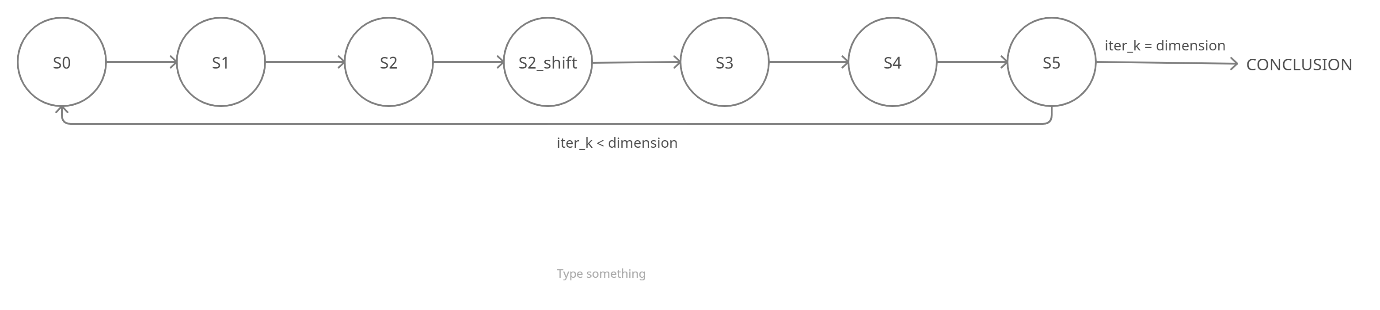 S0
S1
S2
S2_shift
S3
S4
S5
iter_k = dimension
CONCLUSION
iter_k < dimension
Type something